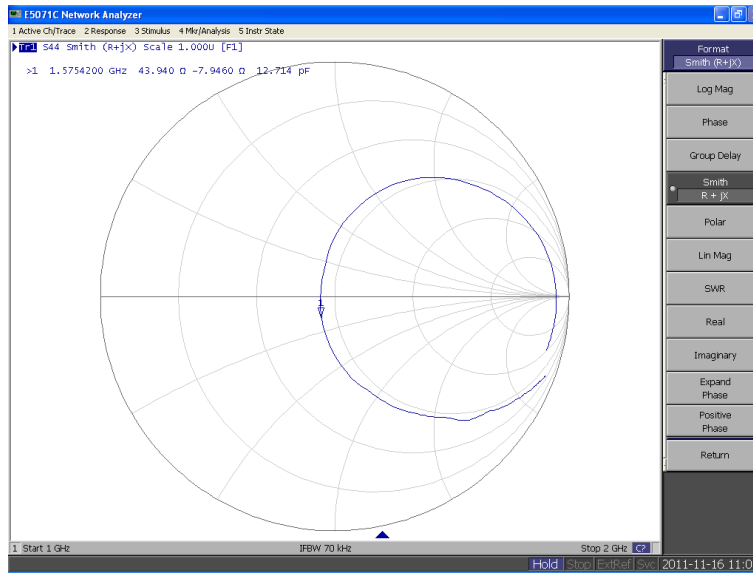 E5071C Network Analyzer
1 Active Ch/Trace 2 Response 3 Stimulus 4 Mkr/Analysis 5 Instr State
Tr1 S44 Smith (R+jX) Scale 1.000U [F1]
>1 1.5754200 GHz 43.940 Ω -7.9460 Ω 12.714 pF
1
Format
Smith (R+jX)
Log Mag
Phase
Group Delay
Smith
R + jX
Polar
Lin Mag
SWR
Real
Imaginary
Expand
Phase
Positive
Phase
Return
1 Start 1 GHz IFBW 70 kHz Stop 2 GHz C?
Hold Stop ExtRef Svc 2011-11-16 11:0